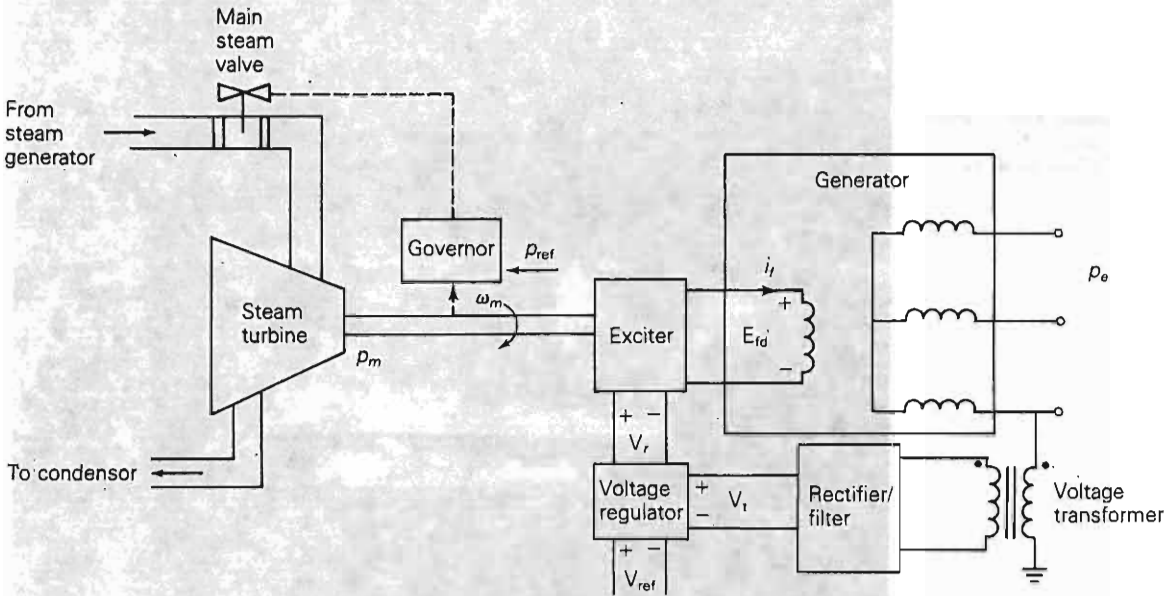 Main
steam
valve
From
steam
generator
Generator
Governor
p_ref
i_f
p_e
ω_m
+
Steam
turbine
Exciter
E_fd
p_m
–
+ –
V_r
To condensor
Voltage
regulator
+
V_t
–
Rectifier/
filter
Voltage
transformer
+ –
V_ref